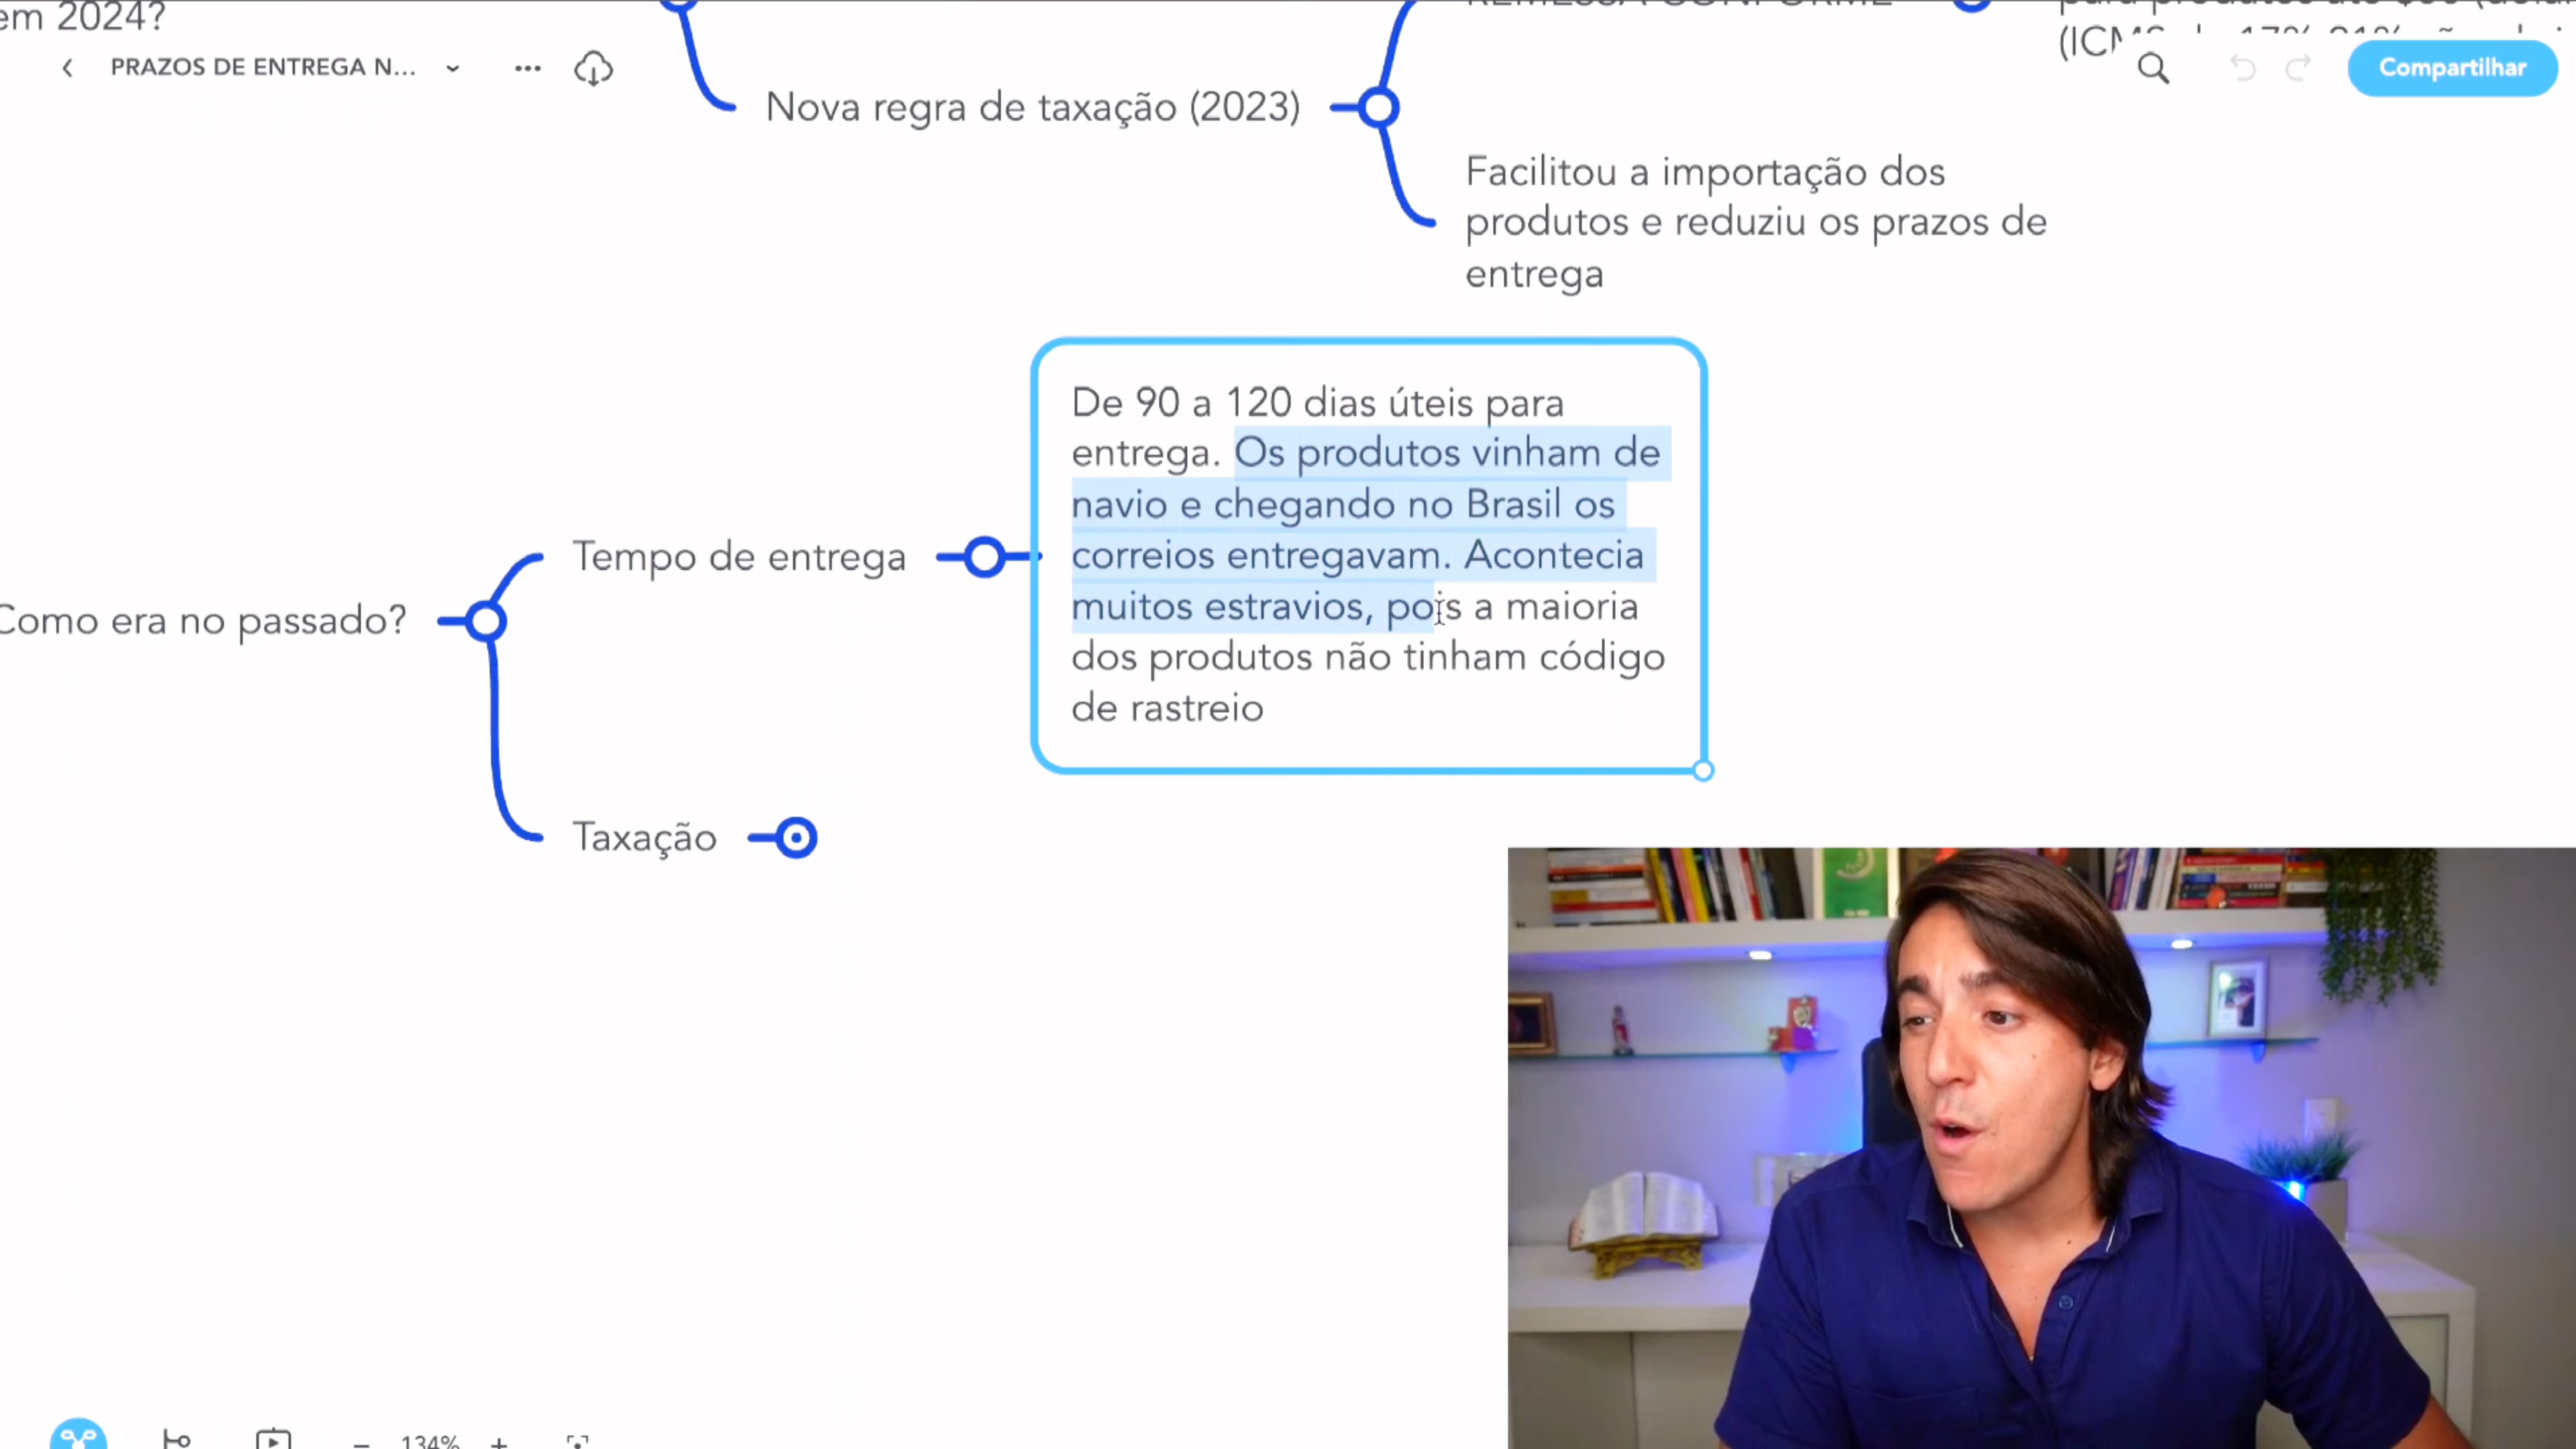 em 2024?
PRAZOS DE ENTREGA N...
Compartilhar
Nova regra de taxação (2023)
Facilitou a importação dos
produtos e reduziu os prazos de
entrega
De 90 a 120 dias úteis para
entrega. Os produtos vinham de
navio e chegando no Brasil os
correios entregavam. Acontecia
muitos estravios, pois a maioria
dos produtos não tinham código
de rastreio
Tempo de entrega
Como era no passado?
Taxação
134%